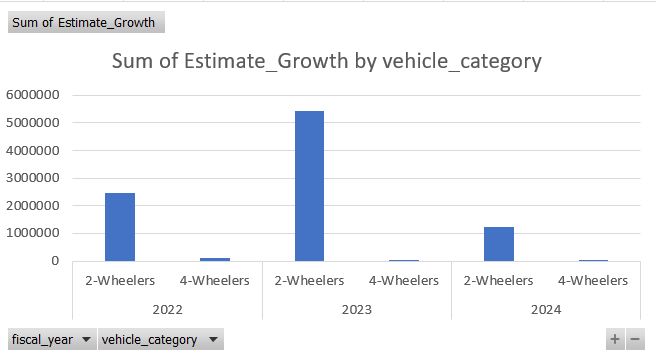 Sum of Estimate_Growth
Sum of Estimate_Growth by vehicle_category
6000000
5000000
4000000
3000000
2000000
1000000
0
2-Wheelers 4-Wheelers 2-Wheelers 4-Wheelers 2-Wheelers 4-Wheelers
2022 2023 2024
fiscal_year vehicle_category + −